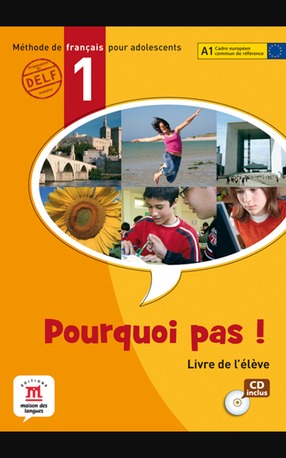 Méthode de français pour adolescents
1
A1 Cadre européen
commun de référence
DELF
Pourquoi pas !
Livre de l'élève
CD
inclus
ÉDITIONS
maison des
langues